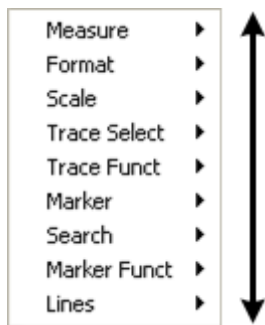 Measure
Format
Scale
Trace Select
Trace Funct
Marker
Search
Marker Funct
Lines